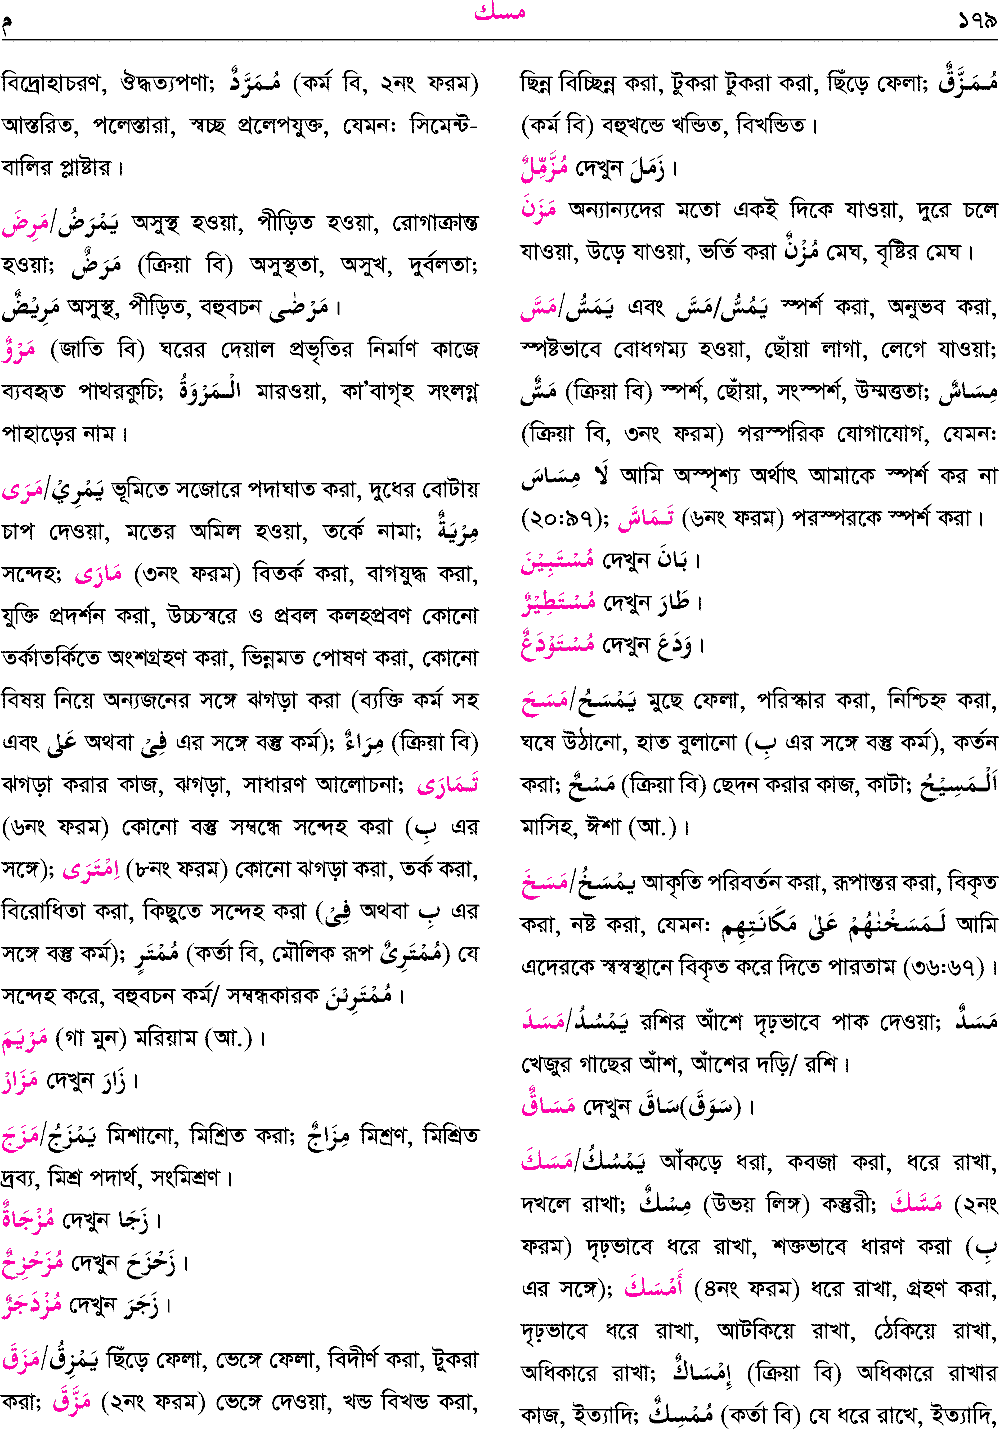 م مسك ১৭৯
বিদ্রোহাচরণ, ঔদ্ধত্যপণা; مُمَرَّدٌ (কর্ম বি, ২নং ফরম)
আস্তরিত, পলেস্তারা, স্বচ্ছ প্রলেপযুক্ত, যেমন: সিমেন্ট-
বালির প্লাষ্টার।
مَرِضَ/يَمْرَضُ অসুস্থ হওয়া, পীড়িত হওয়া, রোগাক্রান্ত
হওয়া; مَرَضٌ (ক্রিয়া বি) অসুস্থতা, অসুখ, দুর্বলতা;
مَرِيْضٌ অসুস্থ, পীড়িত, বহুবচন مَرْضٰى।
مَرْوٌ (জাতি বি) ঘরের দেয়াল প্রভৃতির নির্মাণ কাজে
ব্যবহৃত পাথরকুচি; الْمَرْوَةُ মারওয়া, কা'বাগৃহ সংলগ্ন
পাহাড়ের নাম।
مَرَى/يَمْرِيْ ভূমিতে সজোরে পদাঘাত করা, দুধের বোটায়
চাপ দেওয়া, মতের অমিল হওয়া, তর্কে নামা; مِرْيَةٌ
সন্দেহ; مَارَى (৩নং ফরম) বিতর্ক করা, বাগযুদ্ধ করা,
যুক্তি প্রদর্শন করা, উচ্চস্বরে ও প্রবল কলহপ্রবণ কোনো
তর্কাতর্কিতে অংশগ্রহণ করা, ভিন্নমত পোষণ করা, কোনো
বিষয় নিয়ে অন্যজনের সঙ্গে ঝগড়া করা (ব্যক্তি কর্ম সহ
এবং عَلٰى অথবা فِيْ এর সঙ্গে বস্তু কর্ম); مِرَاءٌ (ক্রিয়া বি)
ঝগড়া করার কাজ, ঝগড়া, সাধারণ আলোচনা; تَمَارَى
(৬নং ফরম) কোনো বস্তু সম্বন্ধে সন্দেহ করা (بِ এর
সঙ্গে); اِمْتَرَى (৮নং ফরম) কোনো ঝগড়া করা, তর্ক করা,
বিরোধিতা করা, কিছুতে সন্দেহ করা (فِيْ অথবা بِ এর
সঙ্গে বস্তু কর্ম); مُمْتَرٍ (কর্তা বি, মৌলিক রূপ مُمْتَرِيٌ) যে
সন্দেহ করে, বহুবচন কর্ম/ সম্বন্ধকারক مُمْتَرِيْنَ।
مَرْيَمَ (গা মুন) মরিয়াম (আ.)।
مَزَارْ দেখুন زَارَ।
مَزَجَ/يَمْزَجُ মিশানো, মিশ্রিত করা; مِزَاجٌ মিশ্রণ, মিশ্রিত
দ্রব্য, মিশ্র পদার্থ, সংমিশ্রণ।
مُزْجَاةٌ দেখুন زَجَا।
مُزَحْزِحٌ দেখুন زَحْزَحَ।
مُزْدَجَرٌ দেখুন زَجَرَ।
مَزَقَ/يَمْزِقُ ছিঁড়ে ফেলা, ভেঙ্গে ফেলা, বিদীর্ণ করা, টুকরা
করা; مَزَّقَ (২নং ফরম) ভেঙ্গে দেওয়া, খন্ড বিখন্ড করা,
ছিন্ন বিচ্ছিন্ন করা, টুকরা টুকরা করা, ছিঁড়ে ফেলা; مُمَزَّقٌ
(কর্ম বি) বহুখন্ডে খন্ডিত, বিখন্ডিত।
مُزَّمِّلٌ দেখুন زَمَلَ।
مَزَنَ অন্যান্যদের মতো একই দিকে যাওয়া, দুরে চলে
যাওয়া, উড়ে যাওয়া, ভর্তি করা مُزْنٌ মেঘ, বৃষ্টির মেঘ।
مَسَّ/يَمَسُّ এবং مَسَّ/يَمُسُّ স্পর্শ করা, অনুভব করা,
স্পষ্টভাবে বোধগম্য হওয়া, ছোঁয়া লাগা, লেগে যাওয়া;
مَسٌّ (ক্রিয়া বি) স্পর্শ, ছোঁয়া, সংস্পর্শ, উম্মত্ততা; مِسَاسٌ
(ক্রিয়া বি, ৩নং ফরম) পরস্পরিক যোগাযোগ, যেমন:
لَا مِسَاسَ আমি অস্পৃশ্য অর্থাৎ আমাকে স্পর্শ কর না
(২০:৯৭); تَمَاسَّ (৬নং ফরম) পরস্পরকে স্পর্শ করা।
مُسْتَبِيْنَ দেখুন بَانَ।
مُسْتَطِيْرٌ দেখুন طَارَ।
مُسْتَوْدَعٌ দেখুন وَدَعَ।
مَسَحَ/يَمْسَحُ মুছে ফেলা, পরিস্কার করা, নিশ্চিহ্ন করা,
ঘষে উঠানো, হাত বুলানো (بِ এর সঙ্গে বস্তু কর্ম), কর্তন
করা; مَسْحٌ (ক্রিয়া বি) ছেদন করার কাজ, কাটা; اَلْمَسِيْحُ
মাসিহ, ঈশা (আ.)।
مَسَخَ/يمْسَخُ আকৃতি পরিবর্তন করা, রূপান্তর করা, বিকৃত
করা, নষ্ট করা, যেমন: لَمَسَخْنٰهُمْ عَلٰى مَكَانَتِهِم আমি
এদেরকে স্বস্থানে বিকৃত করে দিতে পারতাম (৩৬:৬৭)।
مَسَدَ/يَمْسُدُ রশির আঁশে দৃঢ়ভাবে পাক দেওয়া; مَسَدٌ
খেজুর গাছের আঁশ, আঁশের দড়ি/ রশি।
مَسَاقٌ দেখুন سَاقَ(سَوَقَ)।
مَسَكَ/يَمْسُكُ আঁকড়ে ধরা, কবজা করা, ধরে রাখা,
দখলে রাখা; مِسْكٌ (উভয় লিঙ্গ) কস্তুরী; مَسَّكَ (২নং
ফরম) দৃঢ়ভাবে ধরে রাখা, শক্তভাবে ধারণ করা (بِ
এর সঙ্গে); أَمْسَكَ (৪নং ফরম) ধরে রাখা, গ্রহণ করা,
দৃঢ়ভাবে ধরে রাখা, আটকিয়ে রাখা, ঠেকিয়ে রাখা,
অধিকারে রাখা; إِمْسَاكٌ (ক্রিয়া বি) অধিকারে রাখার
কাজ, ইত্যাদি; مُمْسِكٌ (কর্তা বি) যে ধরে রাখে, ইত্যাদি,